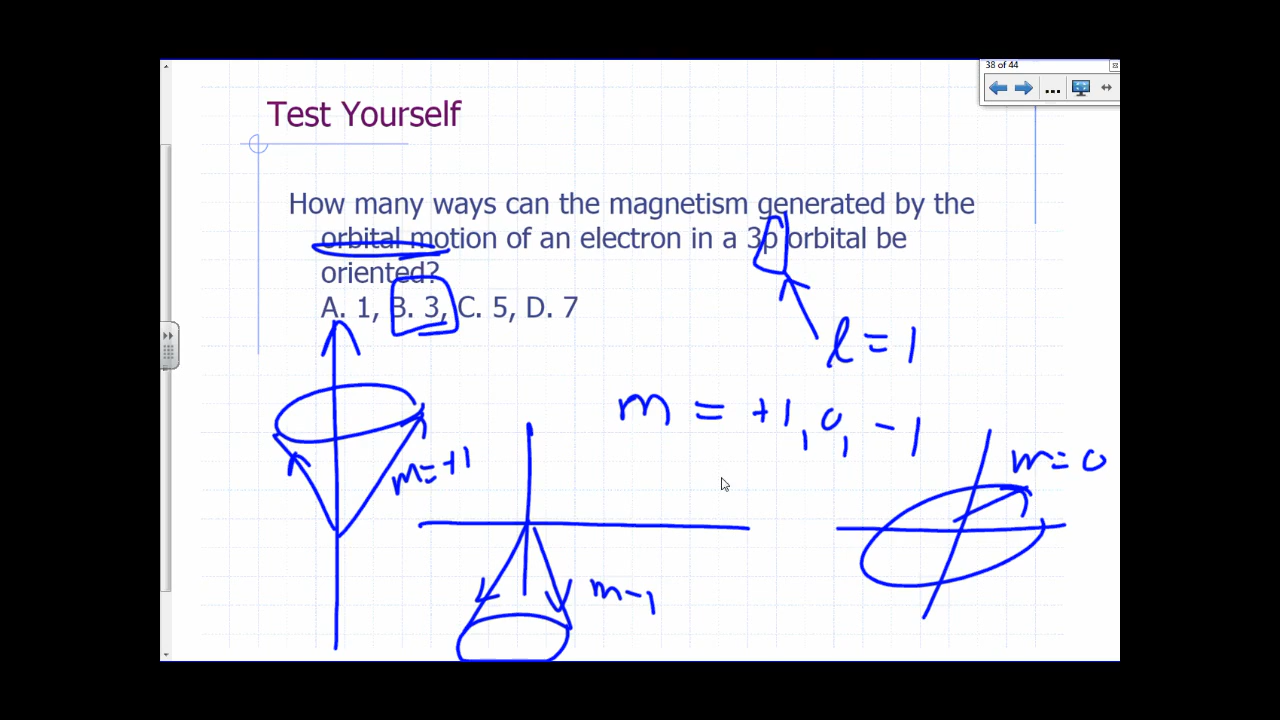 38 of 44
Test Yourself
How many ways can the magnetism generated by the
orbital motion of an electron in a 3p orbital be
oriented?
A. 1, B. 3, C. 5, D. 7
l = 1
m = +1, 0, -1
m=+1
m=0
m-1